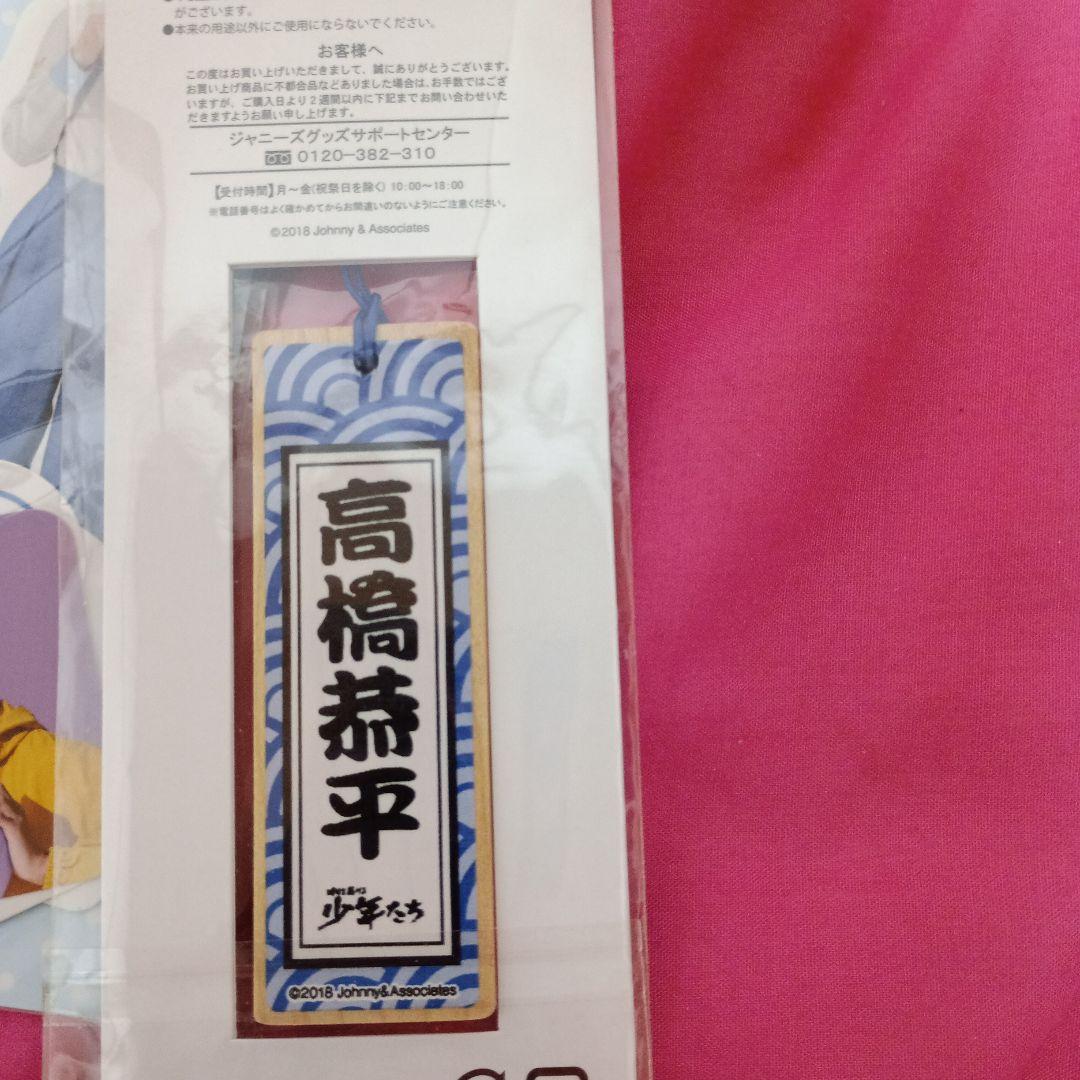 がございます。
●本来の用途以外にご使用にならないでください。
お客様へ
この度はお買い上げいただきまして、誠にありがとうございます。
お買い上げ商品に不都合品などありました場合は、お手数ではござ
いますが、ご購入日より2週間以内に下記までお問い合わせいた
だきますようお願い申し上げます。
ジャニーズグッズサポートセンター
0120-382-310
【受付時間】月〜金(祝祭日を除く) 10:00〜18:00
※電話番号はよく確かめてからお間違いのないようにご注意ください。
©2018 Johnny & Associates
高橋恭平
少年たち
©2018 Johnny&Associates